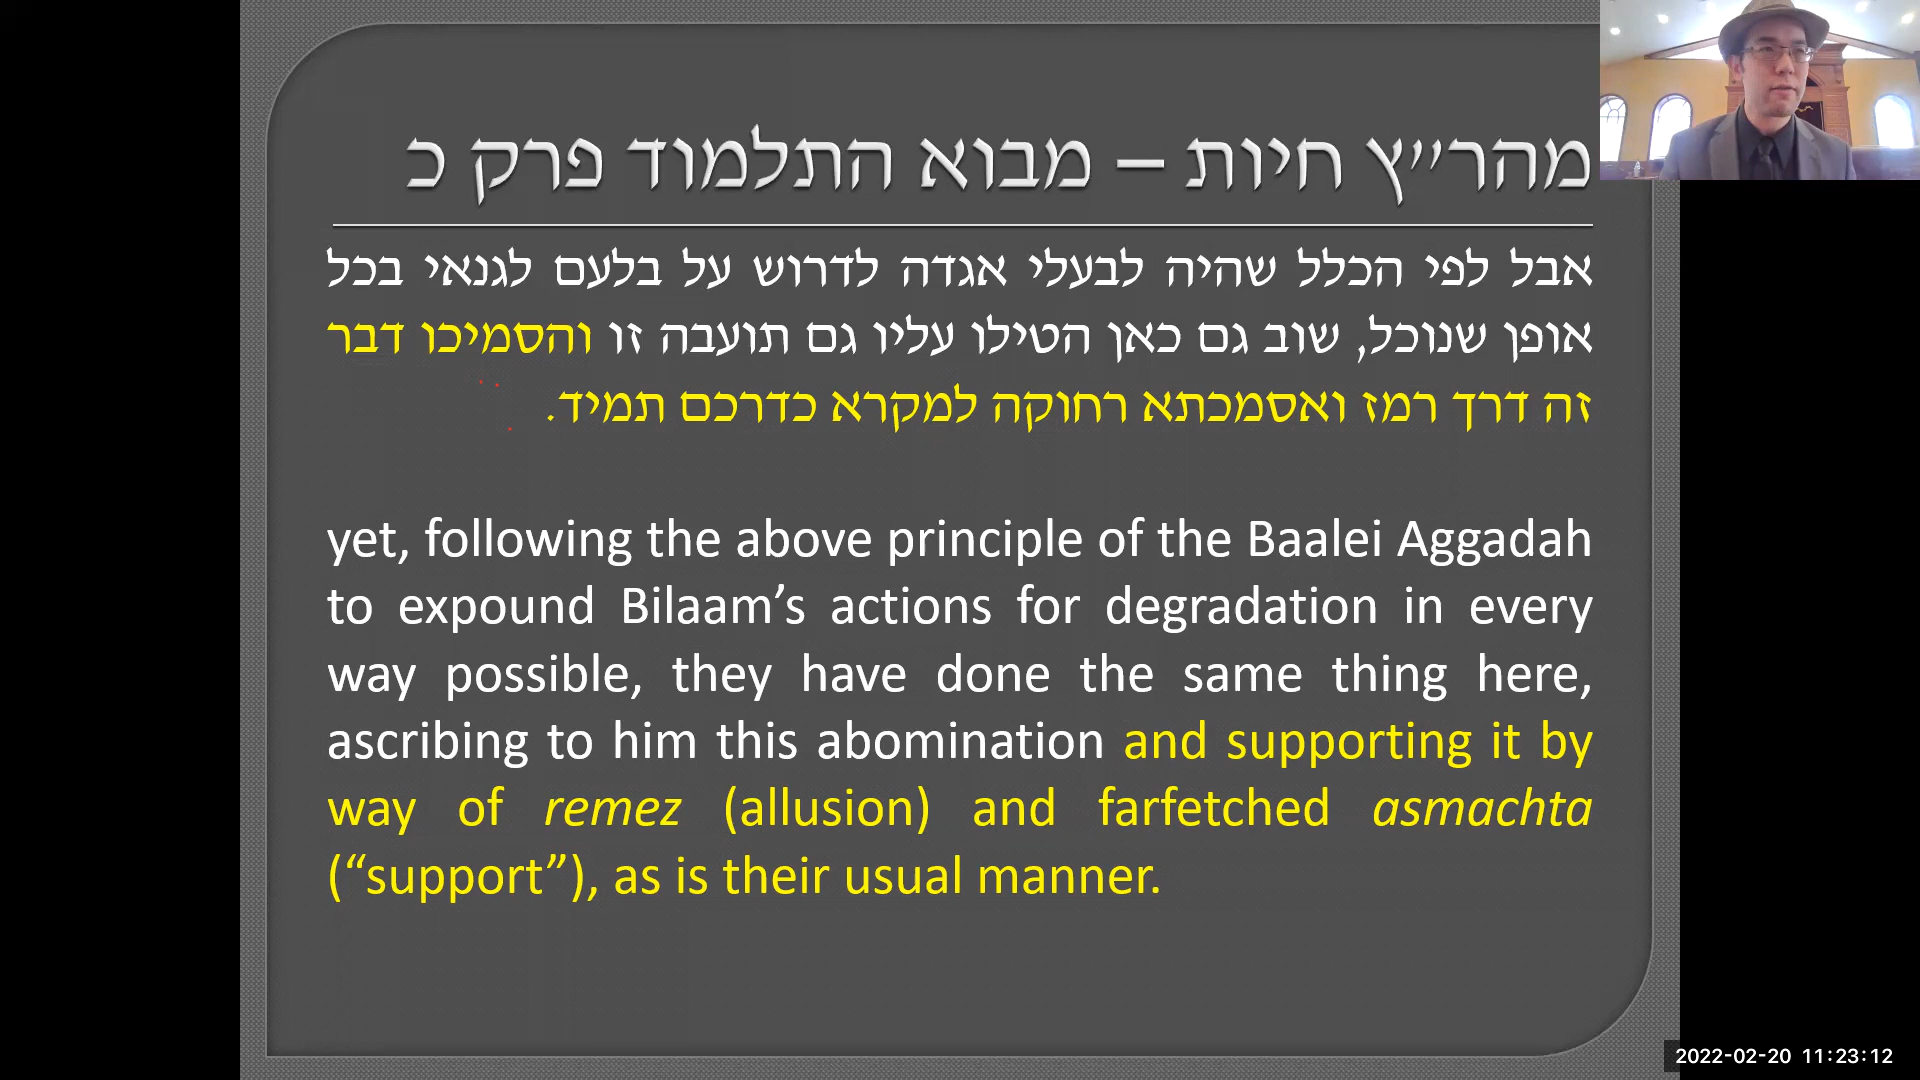 מהר״ץ חיות – מבוא התלמוד פרק כ
אבל לפי הכלל שהיה לבעלי אגדה לדרוש על בלעם לגנאי בכל
אופן שנוכל, שוב גם כאן הטילו עליו גם תועבה זו והסמיכו דבר
זה דרך רמז ואסמכתא רחוקה למקרא כדרכם תמיד.
yet, following the above principle of the Baalei Aggadah
to expound Bilaam’s actions for degradation in every
way possible, they have done the same thing here,
ascribing to him this abomination and supporting it by
way of remez (allusion) and farfetched asmachta
(“support”), as is their usual manner.
2022-02-20 11:23:12